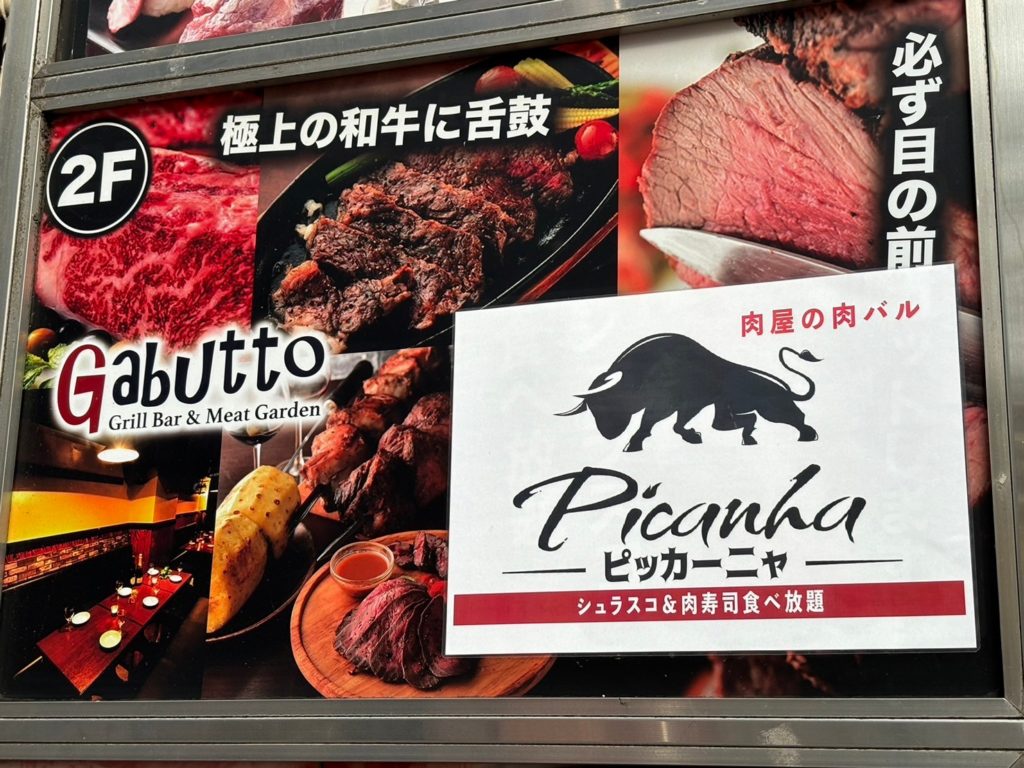 2F
極上の和牛に舌鼓
必ず目の前
Gabutto
Grill Bar & Meat Garden
肉屋の肉バル
Picanha
ピッカーニャ
シュラスコ&肉寿司食べ放題